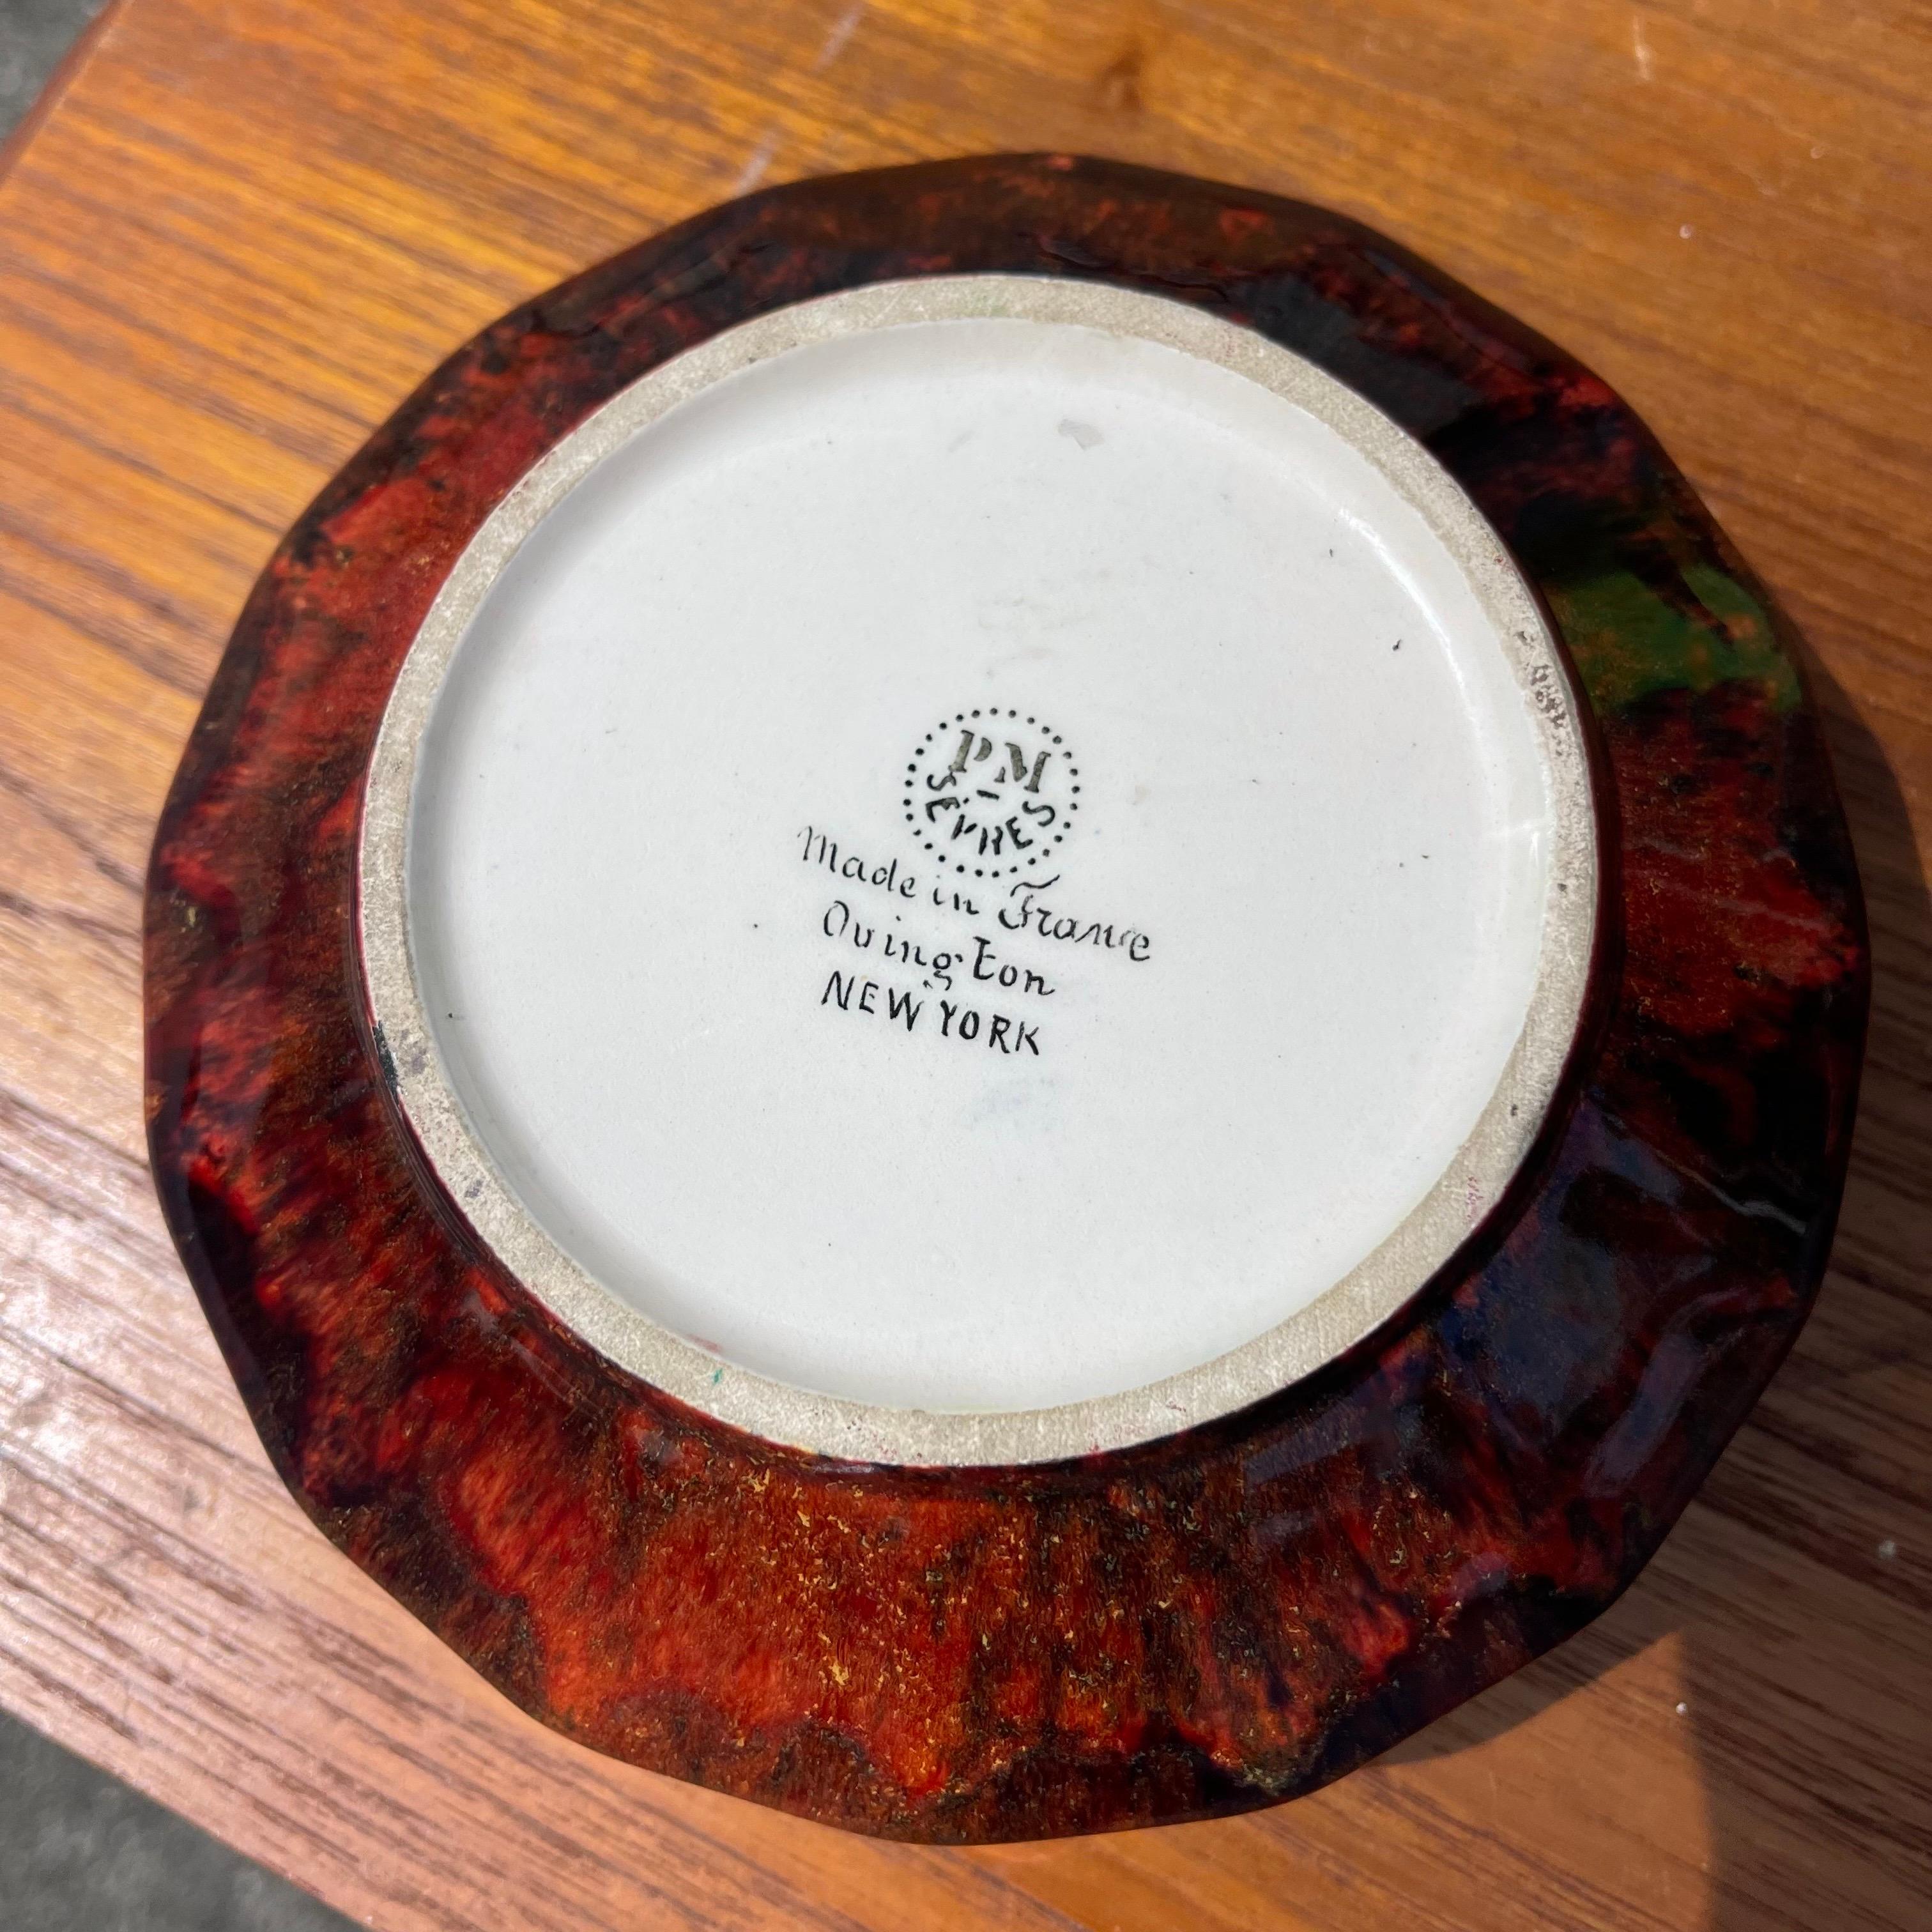 PM
SÈVRES
Made in France
Ovington
NEW YORK